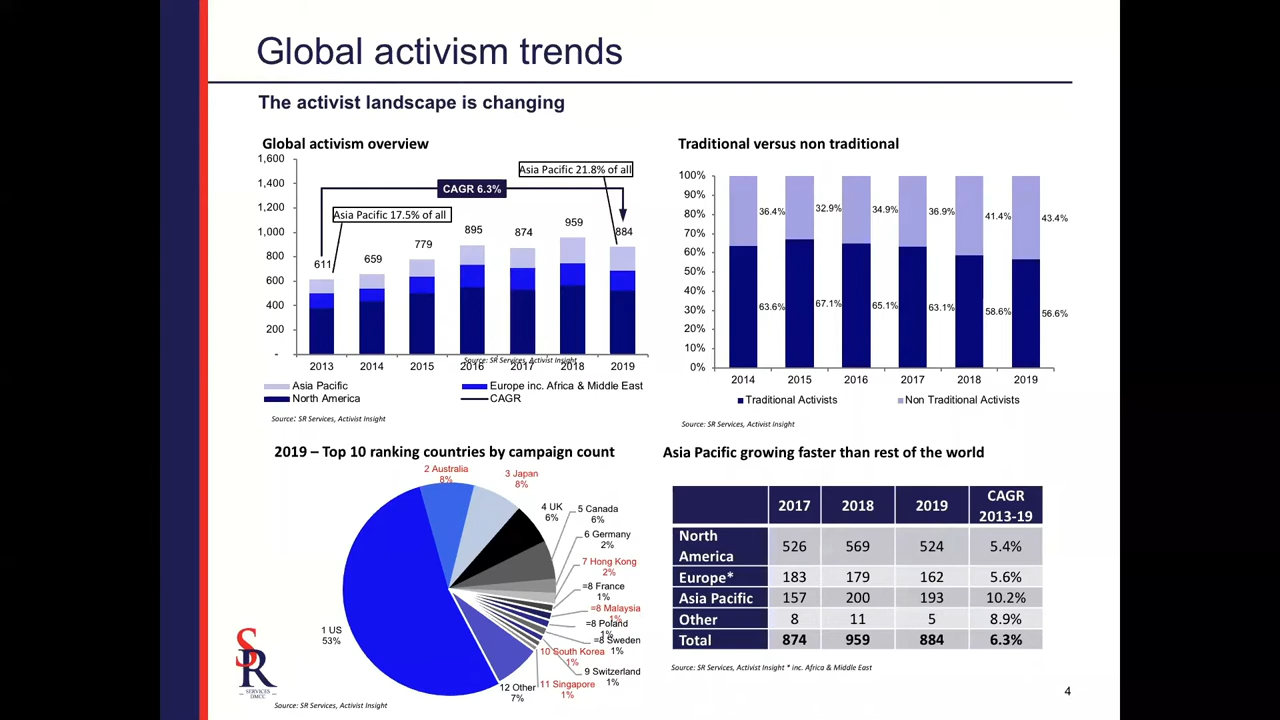 Global activism trends
The activist landscape is changing
Global activism overview
1,600
1,400
1,200
1,000
800
600
400
200
-
Asia Pacific 21.8% of all
CAGR 6.3%
Asia Pacific 17.5% of all
611
659
779
895
874
959
884
2013
2014
2015
2016
2017
2018
2019
Source: SR Services, Activist Insight
Asia Pacific
Europe inc. Africa & Middle East
North America
CAGR
Source: SR Services, Activist Insight
Traditional versus non traditional
100%
90%
80%
70%
60%
50%
40%
30%
20%
10%
0%
36.4%
32.9%
34.9%
36.9%
41.4%
43.4%
63.6%
67.1%
65.1%
63.1%
58.6%
56.6%
2014
2015
2016
2017
2018
2019
Traditional Activists
Non Traditional Activists
Source: SR Services, Activist Insight
2019 – Top 10 ranking countries by campaign count
2 Australia
8%
3 Japan
8%
4 UK
6%
5 Canada
6%
6 Germany
2%
7 Hong Kong
2%
=8 France
1%
=8 Malaysia
1%
=8 Poland
1%
=8 Sweden
1%
10 South Korea
1%
9 Switzerland
1%
11 Singapore
1%
12 Other
7%
1 US
53%
SR
SERVICES
DMCC
Source: SR Services, Activist Insight
Asia Pacific growing faster than rest of the world
2017 2018 2019 CAGR 2013-19
North America 526 569 524 5.4%
Europe* 183 179 162 5.6%
Asia Pacific 157 200 193 10.2%
Other 8 11 5 8.9%
Total 874 959 884 6.3%
Source: SR Services, Activist Insight * inc. Africa & Middle East
4